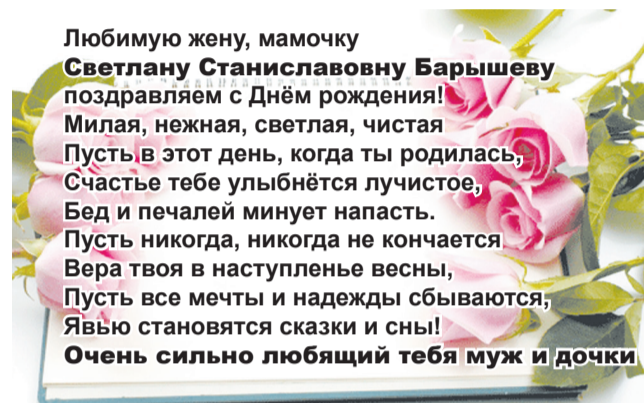 Любимую жену, мамочку
Светлану Станиславовну Барышеву
поздравляем с Днём рождения!
Милая, нежная, светлая, чистая
Пусть в этот день, когда ты родилась,
Счастье тебе улыбнётся лучистое,
Бед и печалей минует напасть.
Пусть никогда, никогда не кончается
Вера твоя в наступленье весны,
Пусть все мечты и надежды сбываются,
Явью становятся сказки и сны!
Очень сильно любящий тебя муж и дочки